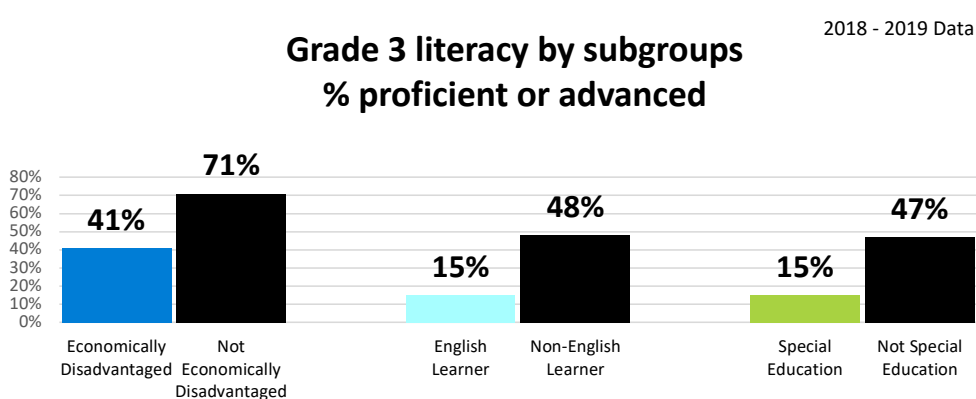 2018 - 2019 Data
Grade 3 literacy by subgroups
% proficient or advanced
80%
70%
60%
50%
40%
30%
20%
10%
0%
41%
71%
15%
48%
15%
47%
Economically
Disadvantaged
Not
Economically
Disadvantaged
English
Learner
Non-English
Learner
Special
Education
Not Special
Education